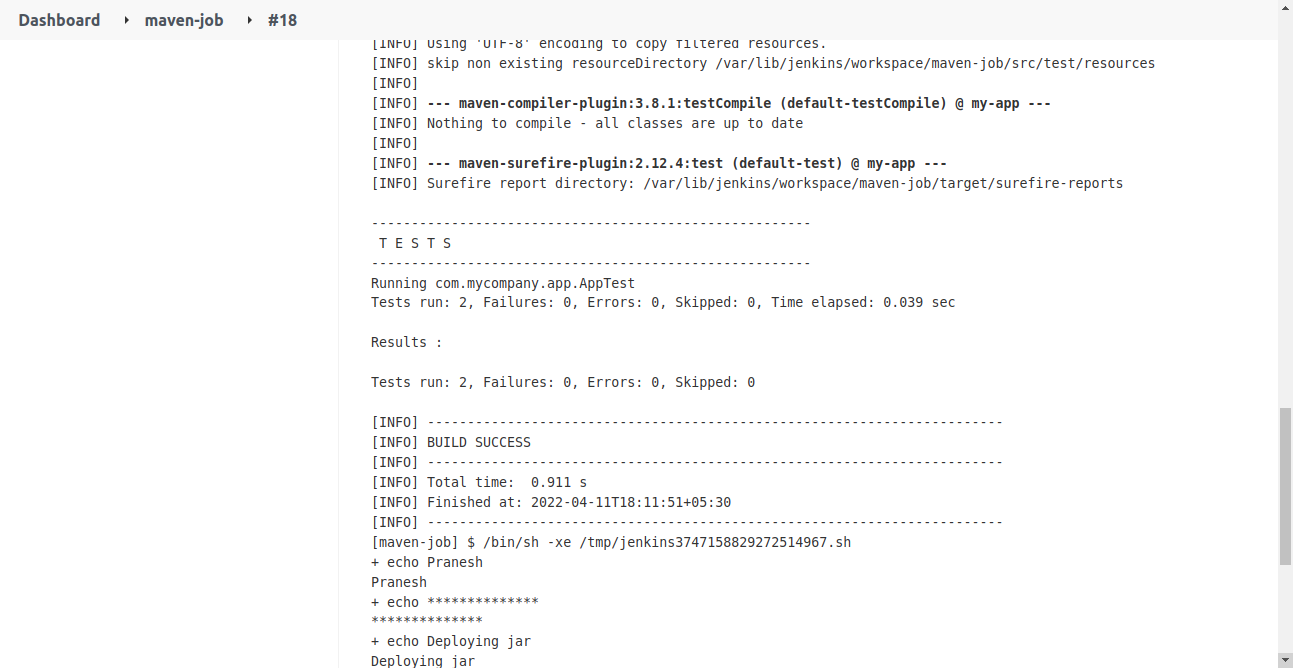 Dashboard maven-job #18
[INFO] Using 'UTF-8' encoding to copy filtered resources.
[INFO] skip non existing resourceDirectory /var/lib/jenkins/workspace/maven-job/src/test/resources
[INFO]
[INFO] --- maven-compiler-plugin:3.8.1:testCompile (default-testCompile) @ my-app ---
[INFO] Nothing to compile - all classes are up to date
[INFO]
[INFO] --- maven-surefire-plugin:2.12.4:test (default-test) @ my-app ---
[INFO] Surefire report directory: /var/lib/jenkins/workspace/maven-job/target/surefire-reports
-------------------------------------------------------
T E S T S
-------------------------------------------------------
Running com.mycompany.app.AppTest
Tests run: 2, Failures: 0, Errors: 0, Skipped: 0, Time elapsed: 0.039 sec
Results :
Tests run: 2, Failures: 0, Errors: 0, Skipped: 0
[INFO] ------------------------------------------------------------------------
[INFO] BUILD SUCCESS
[INFO] ------------------------------------------------------------------------
[INFO] Total time:  0.911 s
[INFO] Finished at: 2022-04-11T18:11:51+05:30
[INFO] ------------------------------------------------------------------------
[maven-job] $ /bin/sh -xe /tmp/jenkins3747158829272514967.sh
+ echo Pranesh
Pranesh
+ echo **************
**************
+ echo Deploying jar
Deploying jar